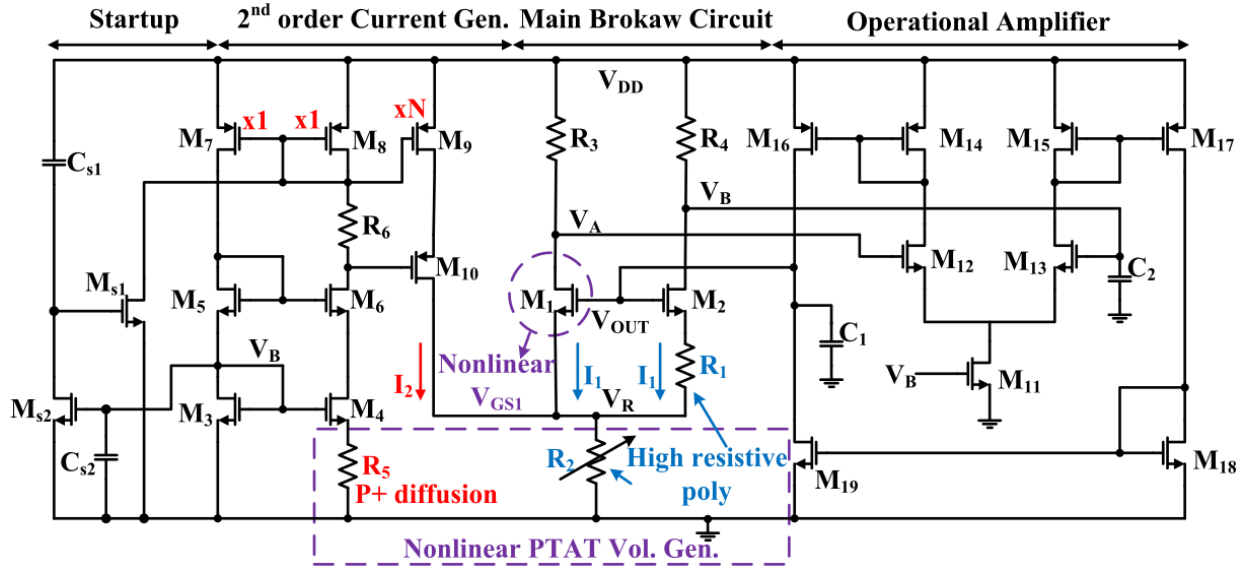 Startup
2nd order Current Gen.
Main Brokaw Circuit
Operational Amplifier
VDD
x1
x1
xN
M7
M8
M9
R3
R4
M16
M14
M15
M17
Cs1
R6
VB
VA
M10
Ms1
M5
M6
M1
M2
M12
M13
C2
VOUT
C1
Nonlinear
VB
I2
I1
I1
R1
VB
M11
Ms2
M3
M4
VGS1
VR
Cs2
R5
P+ diffusion
R2
High resistive
poly
M19
M18
Nonlinear PTAT Vol. Gen.